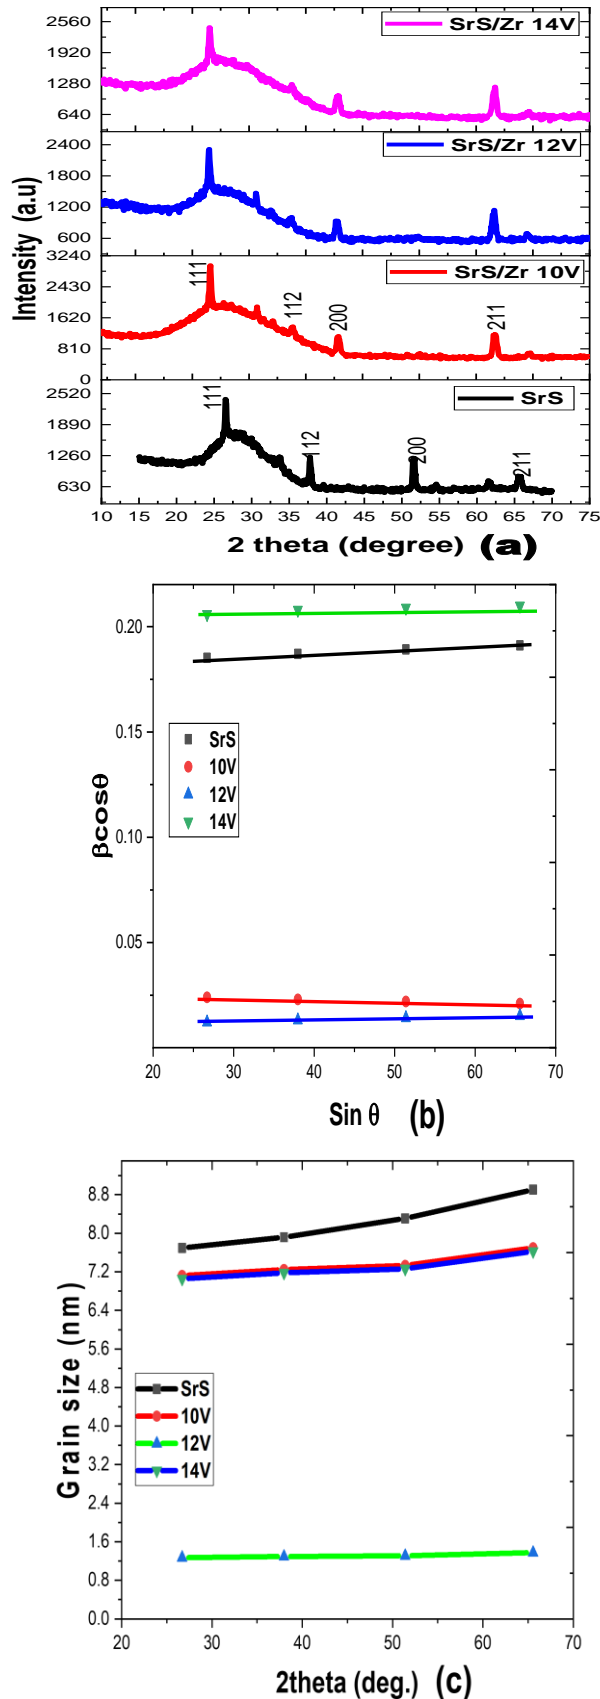 2560
SrS/Zr 14V
1920
1280
640
2400
SrS/Zr 12V
1800
1200
600
3240
SrS/Zr 10V
2430
1620
810
0
111
112
200
211
2520
SrS
1890
1260
630
111
112
200
211
Intensity (a.u)
10 15 20 25 30 35 40 45 50 55 60 65 70 75
2 theta (degree) (a)
0.20
0.15
0.10
0.05
SrS
10V
12V
14V
βcosθ
20 30 40 50 60 70
Sin θ (b)
8.8
8.0
7.2
6.4
5.6
4.8
4.0
3.2
2.4
1.6
0.8
0.0
SrS
10V
12V
14V
Grain size (nm)
20 30 40 50 60 70
2theta (deg.) (c)